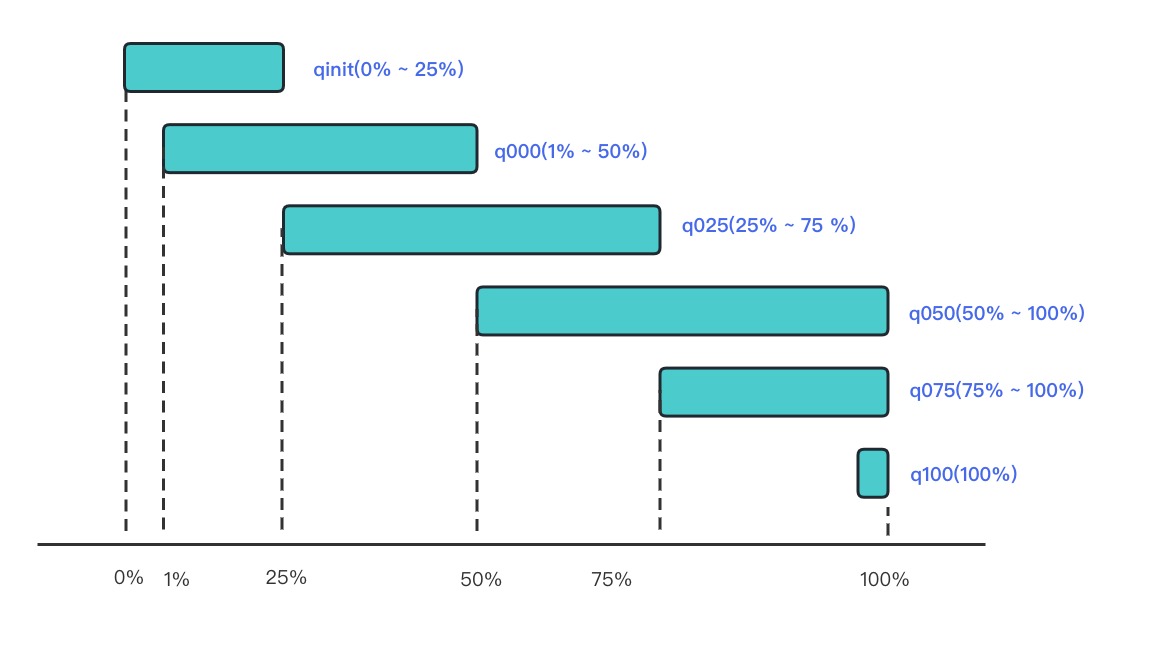 qinit(0% ~ 25%)
q000(1% ~ 50%)
q025(25% ~ 75 %)
q050(50% ~ 100%)
q075(75% ~ 100%)
q100(100%)
0% 1% 25% 50% 75% 100%